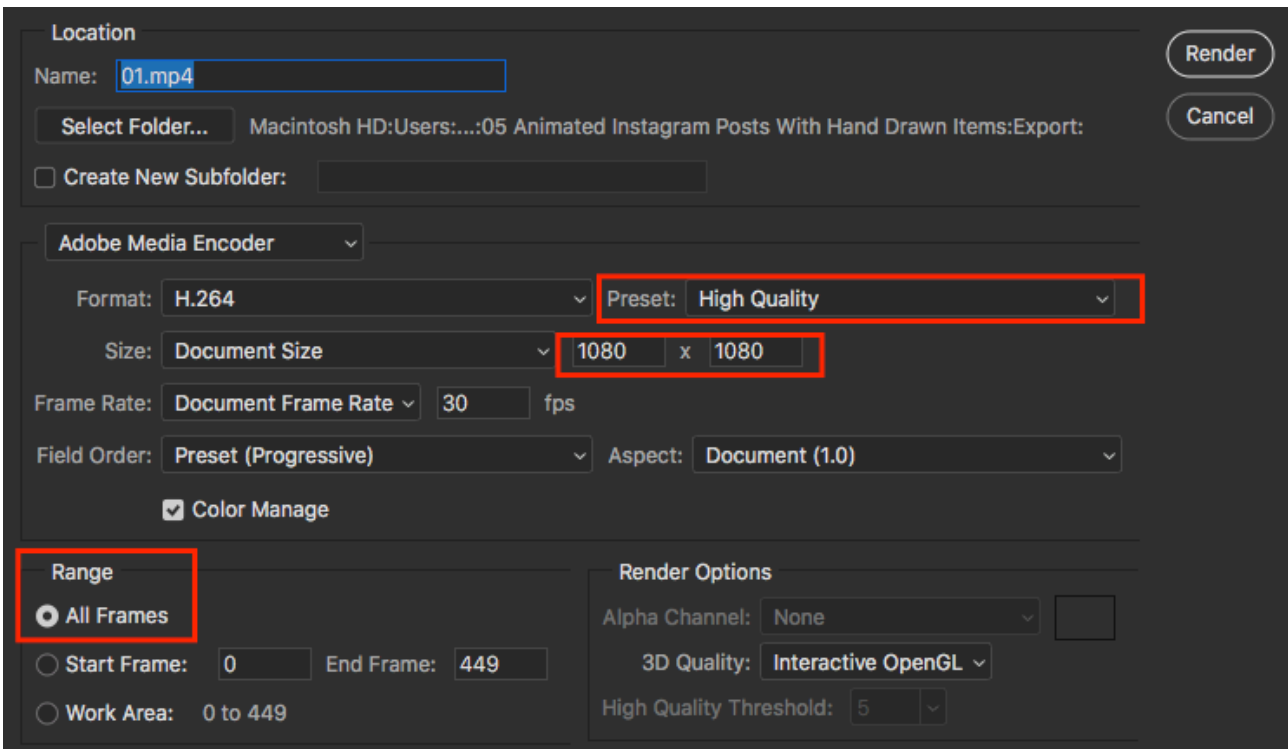 Location
Render
Name: 01.mp4
Select Folder... Macintosh HD:Users:...:05 Animated Instagram Posts With Hand Drawn Items:Export:
Cancel
Create New Subfolder:
Adobe Media Encoder
Format: H.264 Preset: High Quality
Size: Document Size 1080 x 1080
Frame Rate: Document Frame Rate 30 fps
Field Order: Preset (Progressive) Aspect: Document (1.0)
Color Manage
Range Render Options
All Frames Alpha Channel: None
Start Frame: 0 End Frame: 449 3D Quality: Interactive OpenGL
Work Area: 0 to 449 High Quality Threshold: 5